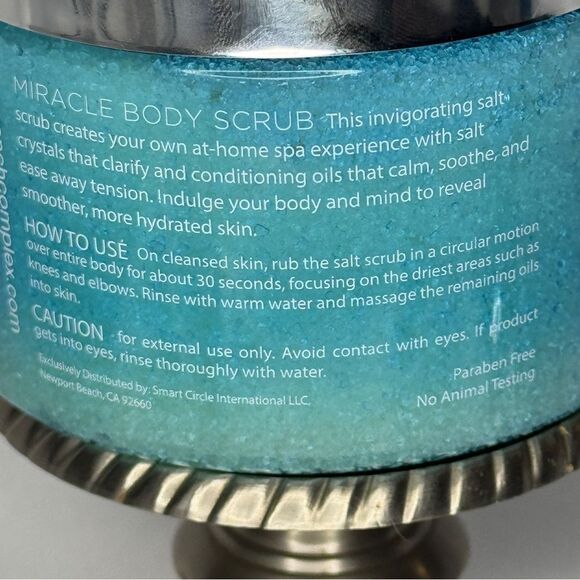 MIRACLE BODY SCRUB This invigorating salt
scrub creates your own at-home spa experience with salt
crystals that clarify and conditioning oils that calm, soothe, and
ease away tension. Indulge your body and mind to reveal
smoother, more hydrated skin.
HOW TO USE On cleansed skin, rub the salt scrub in a circular motion
over entire body for about 30 seconds, focusing on the driest areas such as
knees and elbows. Rinse with warm water and massage the remaining oils
into skin.
CAUTION for external use only. Avoid contact with eyes. If product
gets into eyes, rinse thoroughly with water.
Exclusively Distributed by: Smart Circle International LLC.
Newport Beach, CA 92660
Paraben Free
No Animal Testing